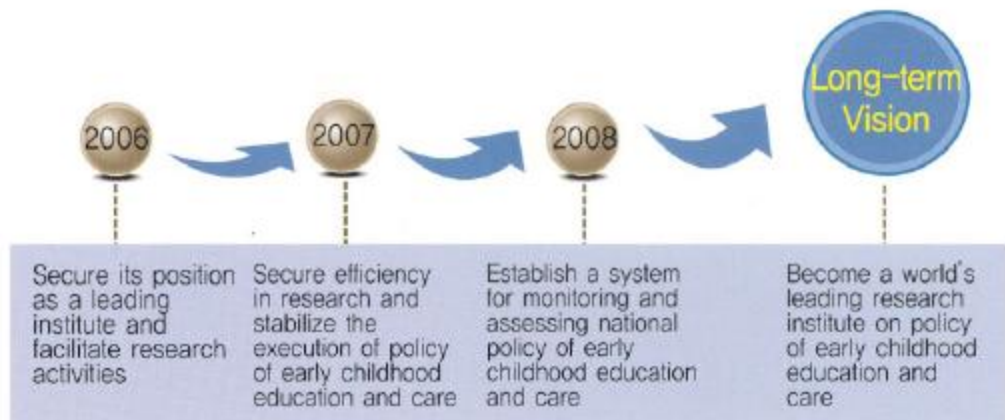 2006
2007
2008
Long-term
Vision
Secure its position
as a leading
institute and
facilitate research
activities
Secure efficiency
in research and
stabilize the
execution of policy
of early childhood
education and care
Establish a system
for monitoring and
assessing national
policy of early
childhood education
and care
Become a world's
leading research
institute on policy
of early childhood
education and
care